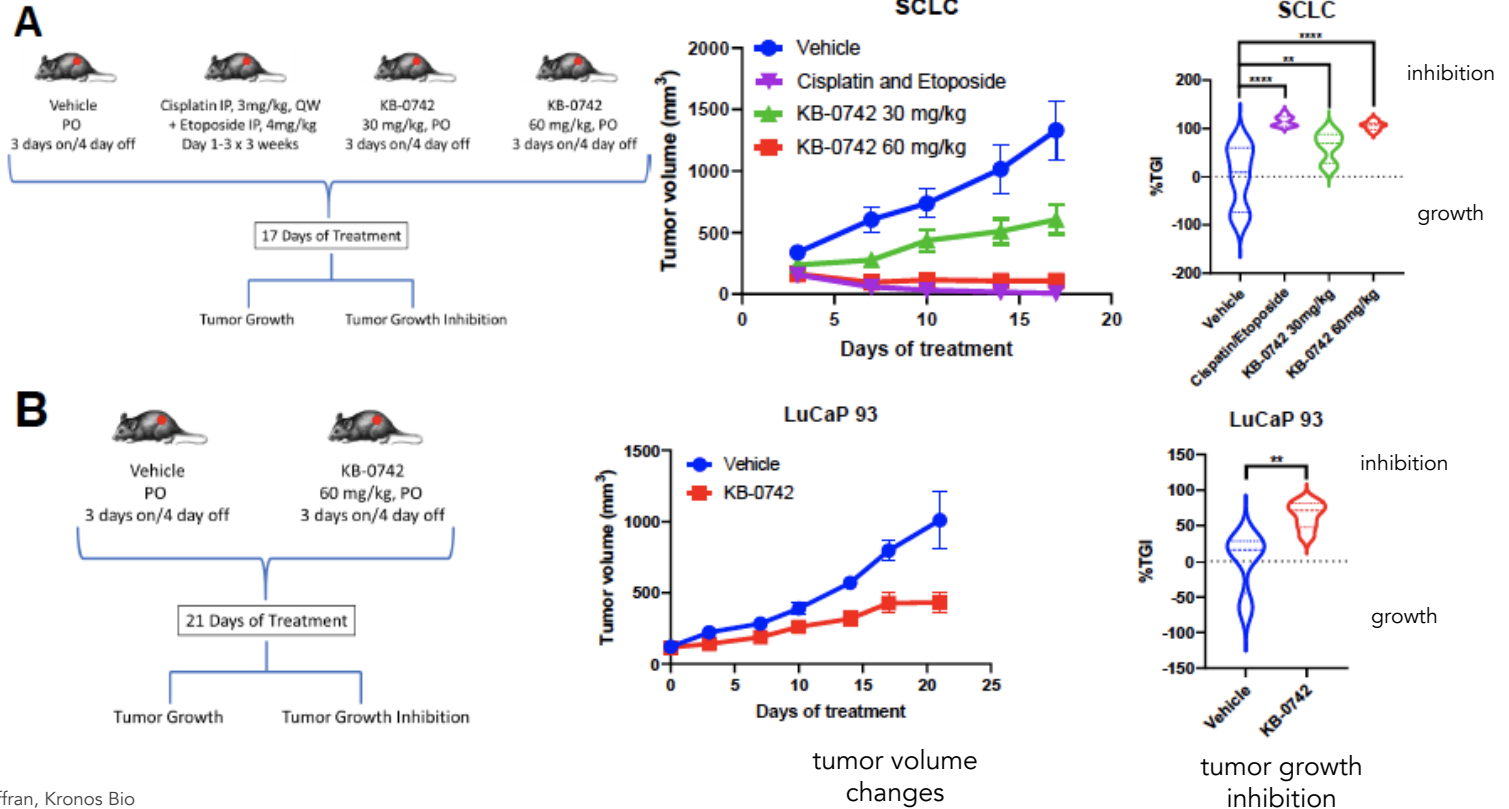 A
Vehicle
PO
3 days on/4 day off
Cisplatin IP, 3mg/kg, QW
+ Etoposide IP, 4mg/kg
Day 1-3 x 3 weeks
KB-0742
30 mg/kg, PO
3 days on/4 day off
KB-0742
60 mg/kg, PO
3 days on/4 day off
17 Days of Treatment
Tumor Growth
Tumor Growth Inhibition
SCLC
Tumor volume (mm³)
2000
1500
1000
500
0
Vehicle
Cisplatin and Etoposide
KB-0742 30 mg/kg
KB-0742 60 mg/kg
0 5 10 15 20
Days of treatment
SCLC
****
**
****
%TGI
200
100
0
-100
-200
inhibition
growth
Vehicle
Cispatin/Etoposide
KB-0742 30mg/kg
KB-0742 60mg/kg
B
Vehicle
PO
3 days on/4 day off
KB-0742
60 mg/kg, PO
3 days on/4 day off
21 Days of Treatment
Tumor Growth
Tumor Growth Inhibition
LuCaP 93
Tumor volume (mm³)
1500
1000
500
0
Vehicle
KB-0742
0 5 10 15 20 25
Days of treatment
tumor volume
changes
LuCaP 93
**
%TGI
150
100
50
0
-50
-100
-150
inhibition
growth
Vehicle
KB-0742
tumor growth
inhibition
ffran, Kronos Bio